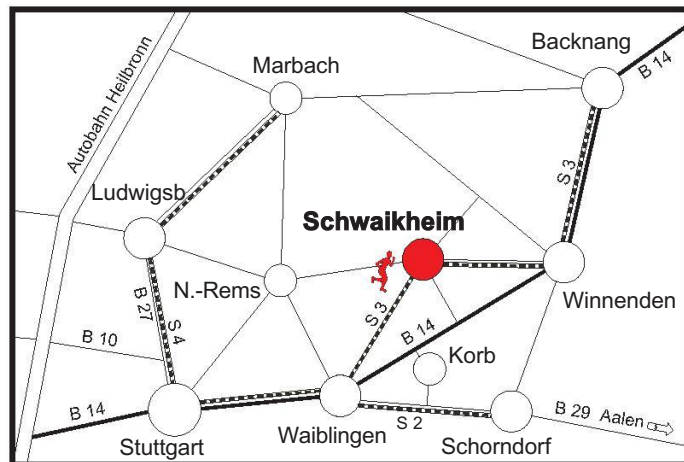 Backnang
B 14
Marbach
Autobahn Heilbronn
S 3
Ludwigsb
Schwaikheim
N.-Rems
Winnenden
B 27
S 4
S 3
B 14
B 10
Korb
B 14
Stuttgart
Waiblingen
S 2
Schorndorf
B 29 Aalen